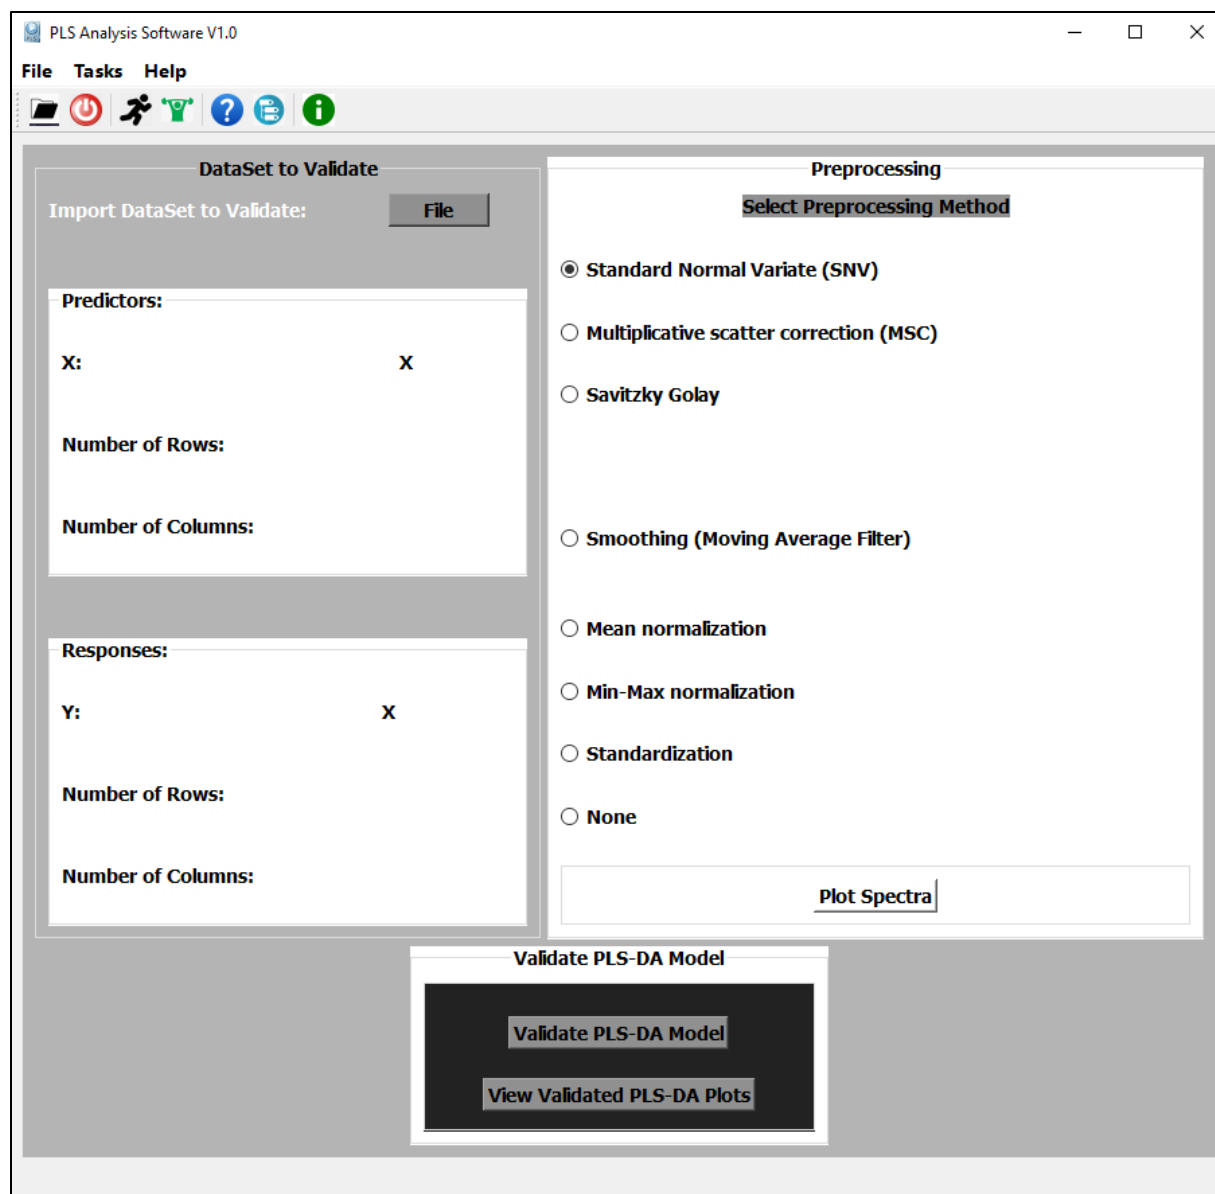 PLS Analysis Software V1.0
File Tasks Help
DataSet to Validate
Import DataSet to Validate: File
Predictors:
X: X
Number of Rows:
Number of Columns:
Responses:
Y: X
Number of Rows:
Number of Columns:
Preprocessing
Select Preprocessing Method
Standard Normal Variate (SNV)
Multiplicative scatter correction (MSC)
Savitzky Golay
Smoothing (Moving Average Filter)
Mean normalization
Min-Max normalization
Standardization
None
Plot Spectra
Validate PLS-DA Model
Validate PLS-DA Model
View Validated PLS-DA Plots